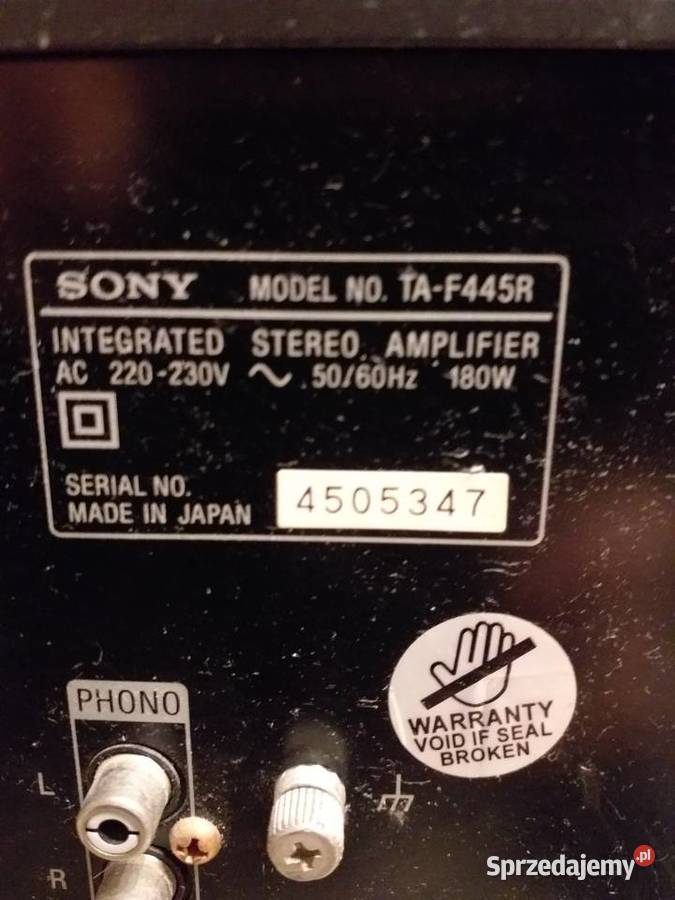 SONY MODEL NO. TA-F445R
INTEGRATED STEREO AMPLIFIER
AC 220-230V ~ 50/60Hz 180W
SERIAL NO. 4505347
MADE IN JAPAN
WARRANTY
VOID IF SEAL
BROKEN
PHONO
L
R
Sprzedajemy.pl